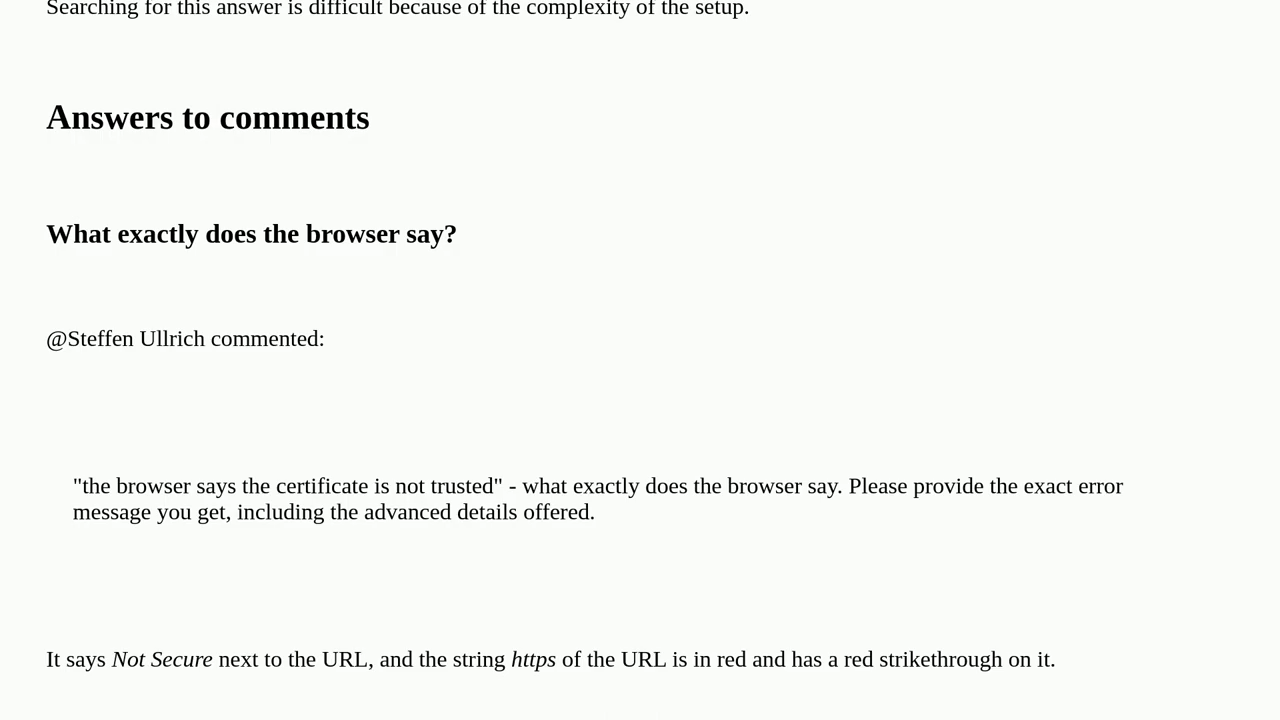 Searching for this answer is difficult because of the complexity of the setup.
Answers to comments
What exactly does the browser say?
@Steffen Ullrich commented:
"the browser says the certificate is not trusted" - what exactly does the browser say. Please provide the exact error
message you get, including the advanced details offered.
It says Not Secure next to the URL, and the string https of the URL is in red and has a red strikethrough on it.